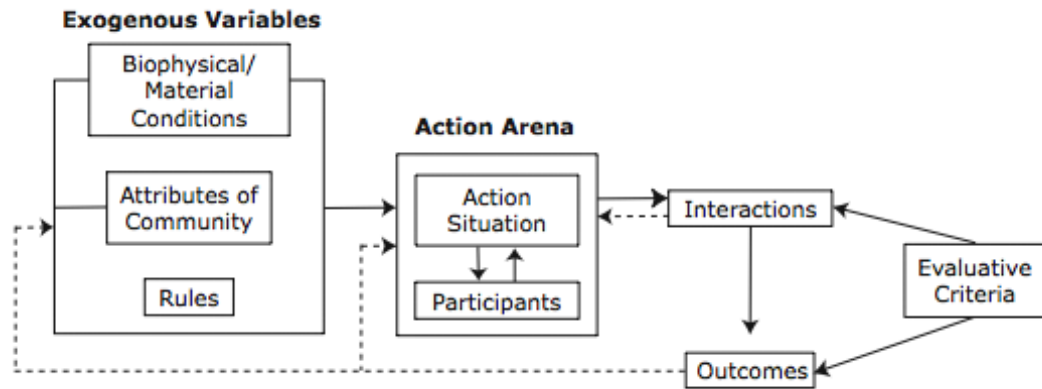 Exogenous Variables
Biophysical/
Material
Conditions
Attributes of
Community
Rules
Action Arena
Action
Situation
Participants
Interactions
Outcomes
Evaluative
Criteria